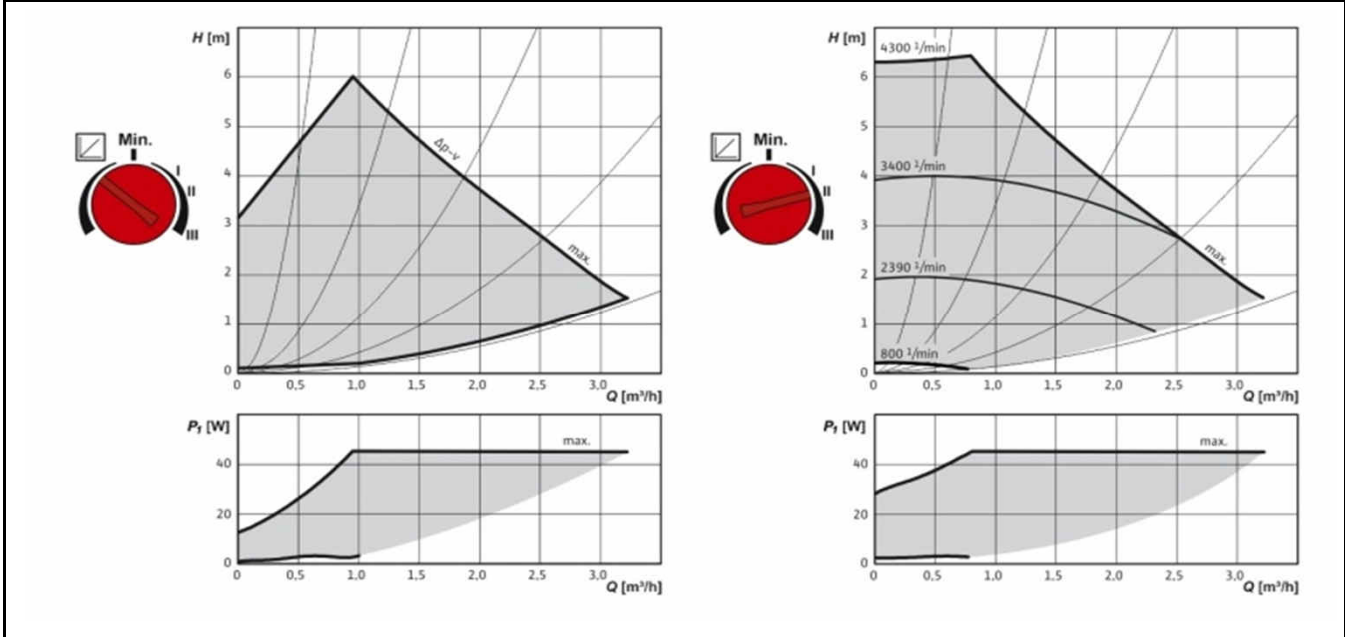 H [m]
6
5
4
3
2
1
0
Δp-v
max.
Min.
I
II
III
0 0,5 1,0 1,5 2,0 2,5 3,0
Q [m³/h]
P₁ [W]
40
20
0
max.
0 0,5 1,0 1,5 2,0 2,5 3,0
Q [m³/h]
H [m]
4300 ¹/min
6
5
3400 ¹/min
4
3
2390 ¹/min
2
1
800 ¹/min
0
max.
Min.
I
II
III
0 0,5 1,0 1,5 2,0 2,5 3,0
Q [m³/h]
P₁ [W]
40
20
0
max.
0 0,5 1,0 1,5 2,0 2,5 3,0
Q [m³/h]